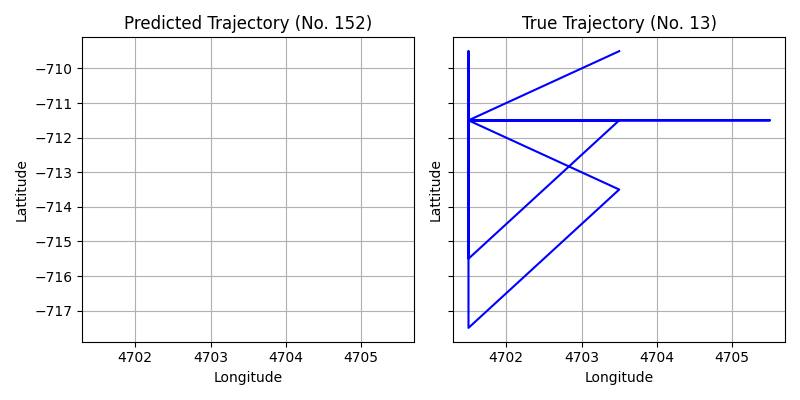 Predicted Trajectory (No. 152)
True Trajectory (No. 13)
−710
−711
−712
−713
−714
−715
−716
−717
Lattitude
Lattitude
4702 4703 4704 4705
4702 4703 4704 4705
Longitude
Longitude